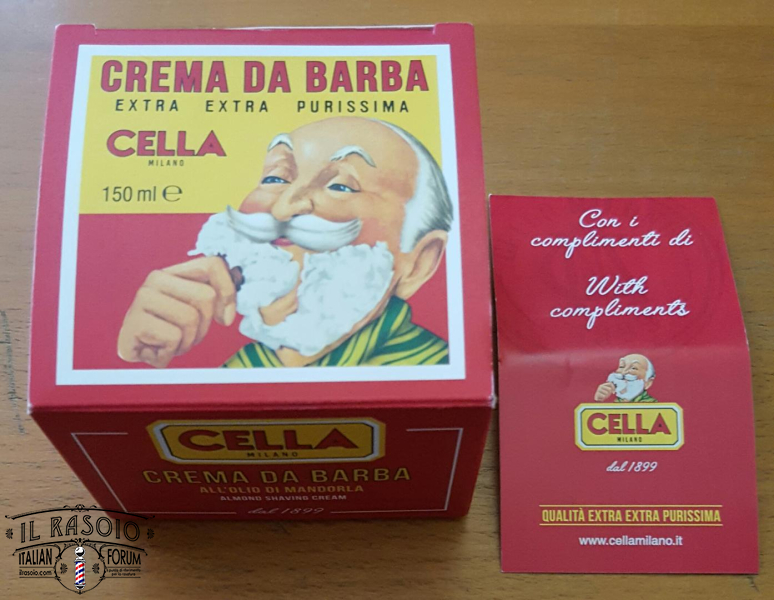 CREMA DA BARBA
EXTRA EXTRA PURISSIMA
CELLA
MILANO
150 ml ℮
CELLA
MILANO
CREMA DA BARBA
ALL'OLIO DI MANDORLA
ALMOND SHAVING CREAM
dal 1899
Con i
complimenti di
With
compliments
CELLA
MILANO
dal 1899
QUALITÀ EXTRA EXTRA PURISSIMA
www.cellamilano.it
IL RASOIO
ITALIAN FORUM
ilrasoio.com